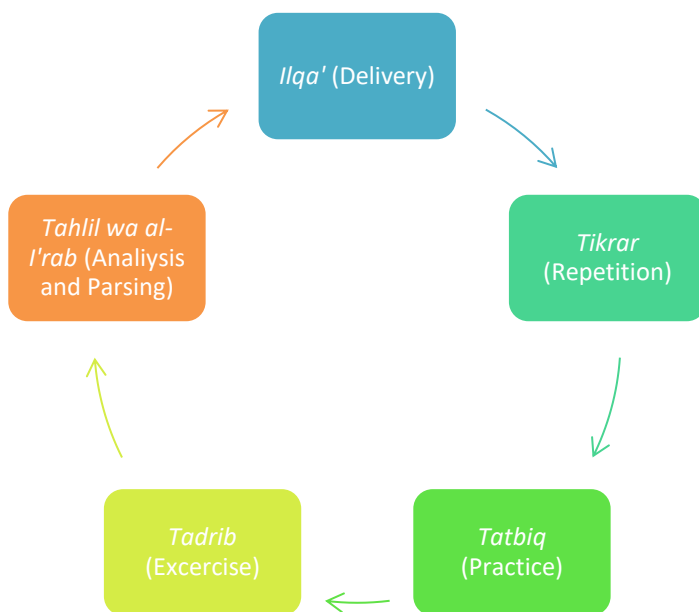 Ilqa' (Delivery)
Tikrar
(Repetition)
Tatbiq
(Practice)
Tadrib
(Excercise)
Tahlil wa al-
I'rab (Analiysis
and Parsing)